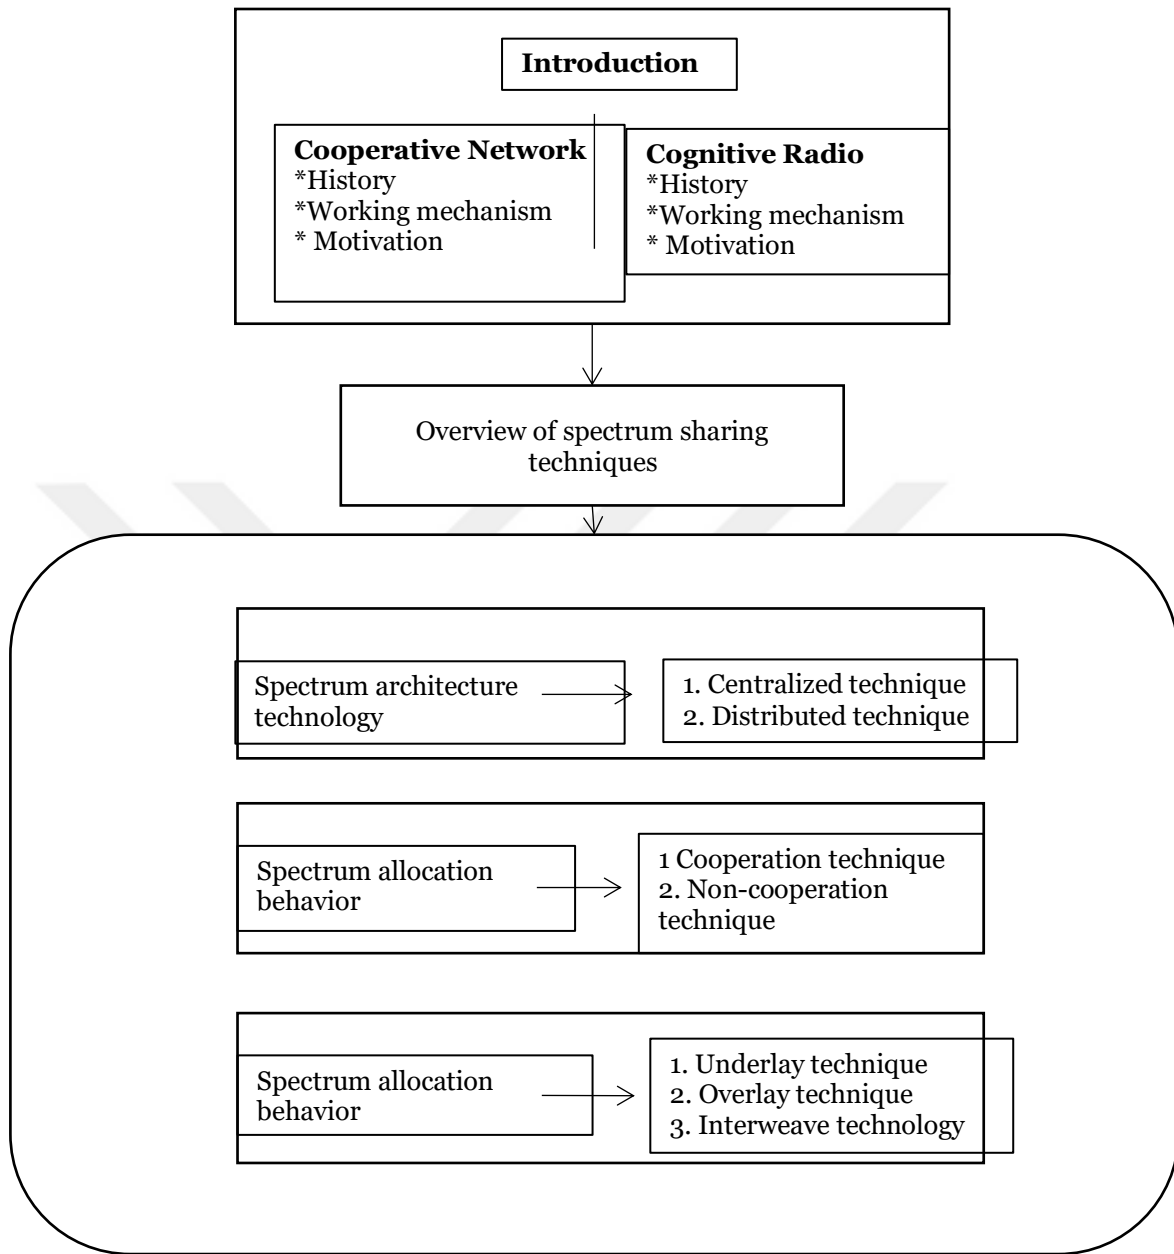 Introduction
Cooperative Network
*History
*Working mechanism
* Motivation
Cognitive Radio
*History
*Working mechanism
* Motivation
Overview of spectrum sharing
techniques
Spectrum architecture
technology
1. Centralized technique
2. Distributed technique
Spectrum allocation
behavior
1 Cooperation technique
2. Non-cooperation
technique
Spectrum allocation
behavior
1. Underlay technique
2. Overlay technique
3. Interweave technology